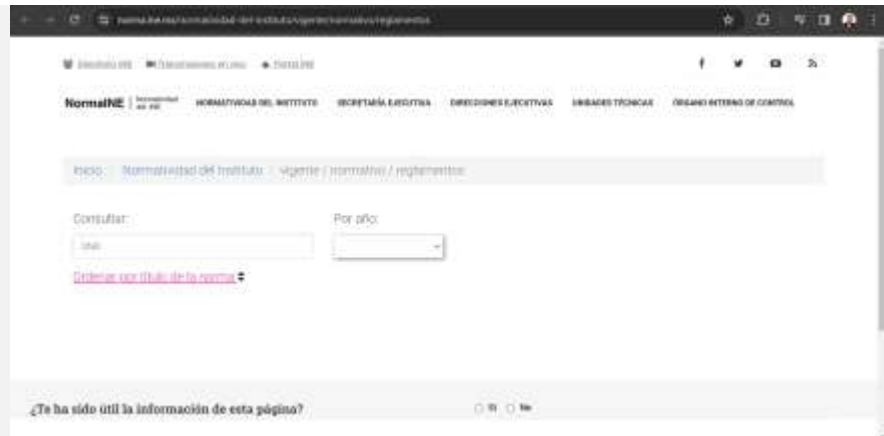 NormaINE
NORMATIVIDAD DEL INSTITUTO
SECRETARÍA EJECUTIVA
DIRECCIONES EJECUTIVAS
UNIDADES TÉCNICAS
ÓRGANO INTERNO DE CONTROL
Inicio / Normatividad del Instituto / vigente / normativo / reglamentos
Consultar: Por año:
Ordenar por título de la norma
¿Te ha sido útil la información de esta página? Sí No